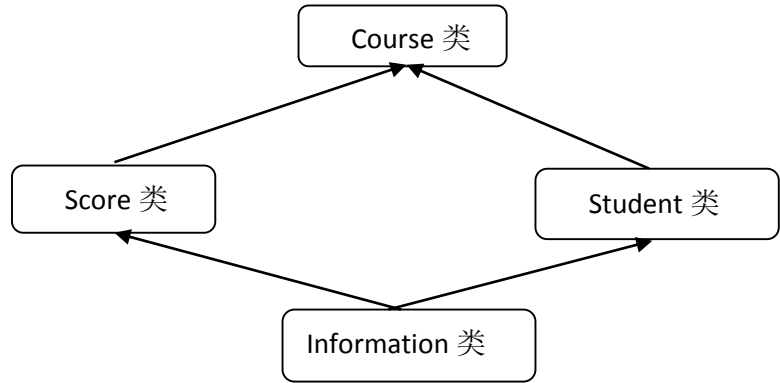 Course 类
Score 类
Student 类
Information 类